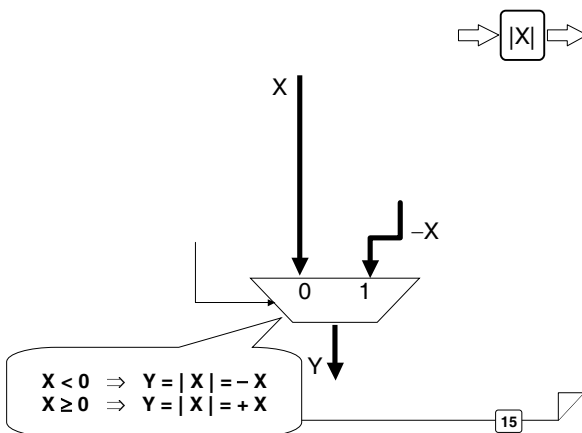 |X|
X
–X
0 1
Y
X < 0 ⇒ Y = | X | = – X
X ≥ 0 ⇒ Y = | X | = + X
15